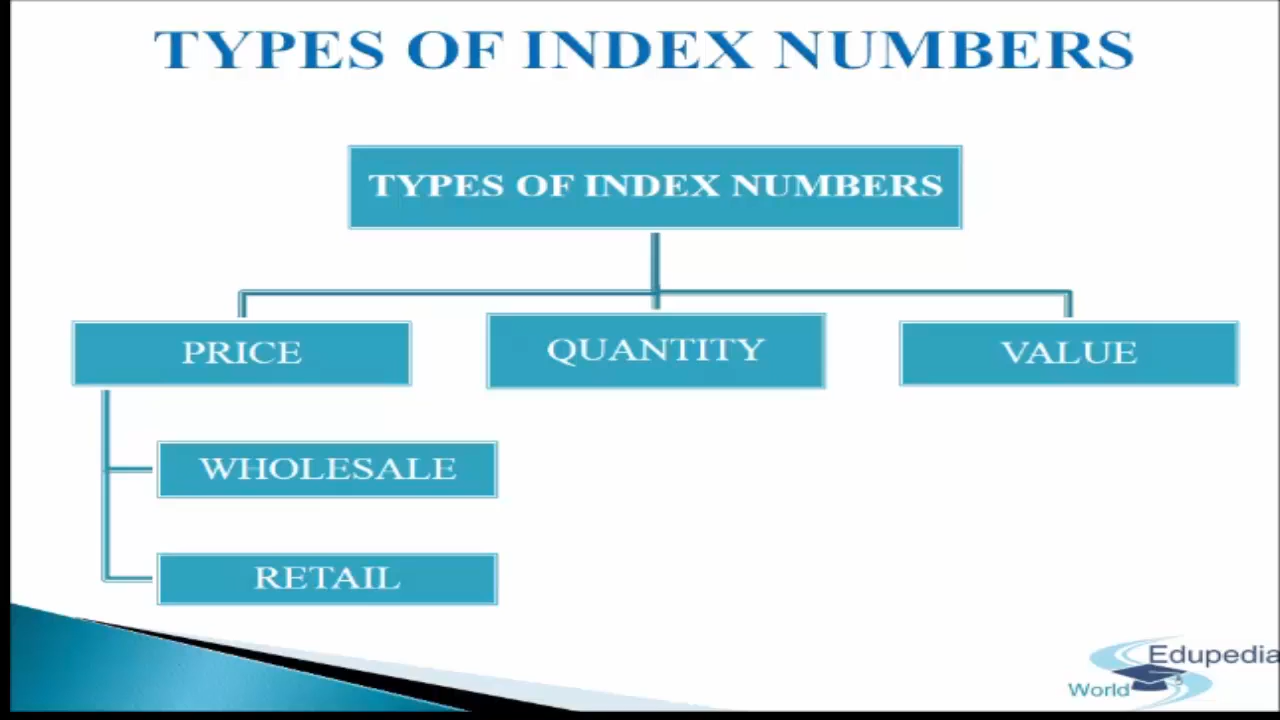 TYPES OF INDEX NUMBERS
TYPES OF INDEX NUMBERS
PRICE
QUANTITY
VALUE
WHOLESALE
RETAIL
Edupedia
World